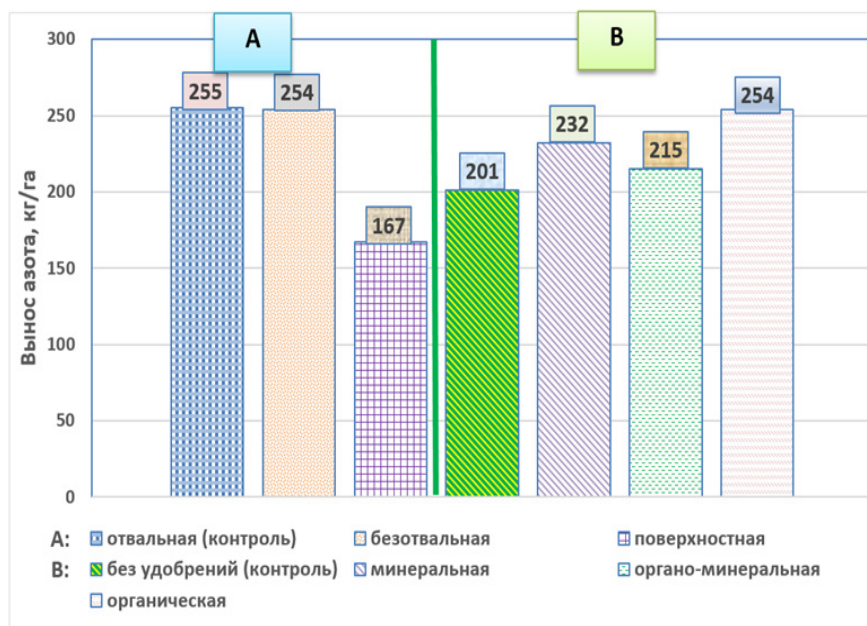 A
B
Вынос азота, кг/га
300
250
200
150
100
50
0
255
254
167
201
232
215
254
A: отвальная (контроль) безотвальная поверхностная
B: без удобрений (контроль) минеральная органо-минеральная
органическая